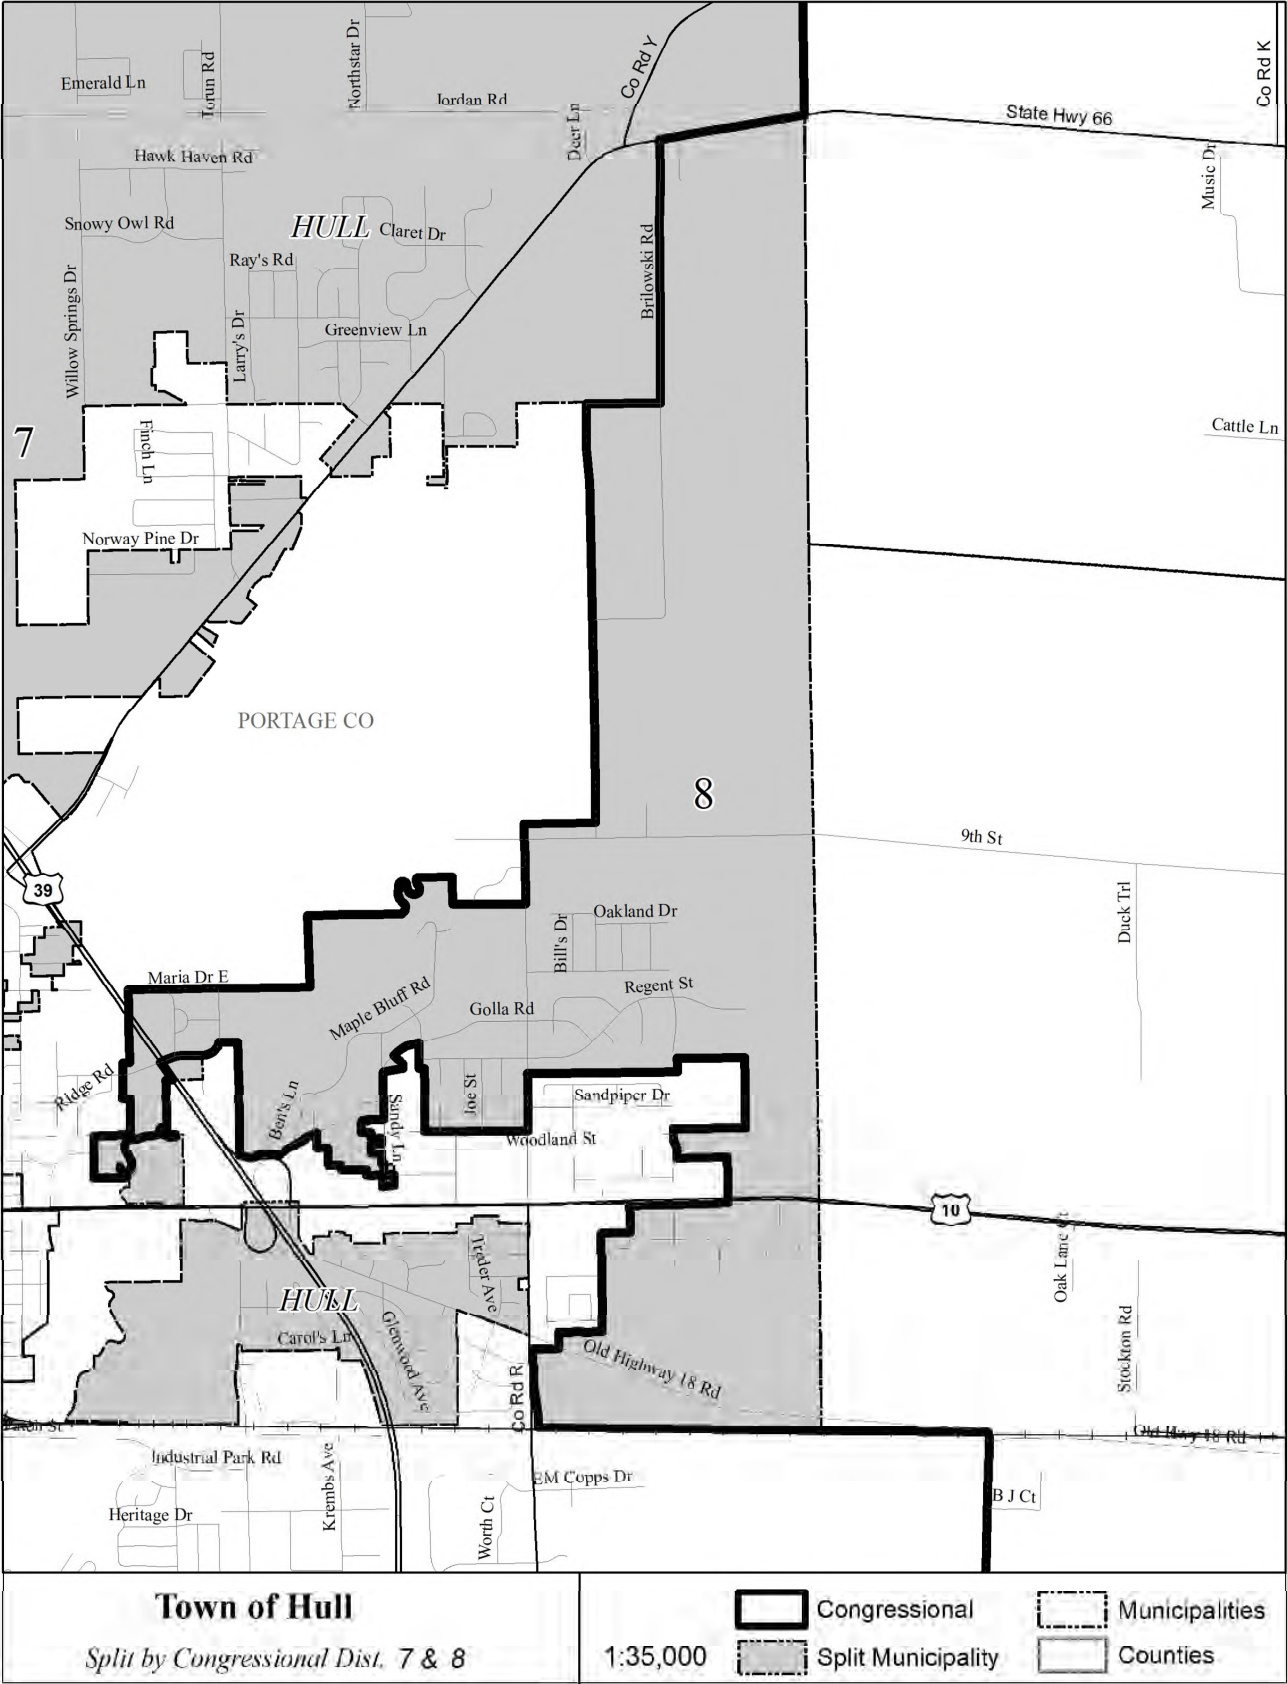 Emerald Ln
Torun Rd
Northstar Dr
Jordan Rd
Co Rd Y
Deer Ln
Co Rd K
State Hwy 66
Hawk Haven Rd
Music Dr
Snowy Owl Rd
HULL
Claret Dr
Ray's Rd
Brilowski Rd
Willow Springs Dr
Larry's Dr
Greenview Ln
7
Finch Ln
Cattle Ln
Norway Pine Dr
PORTAGE CO
8
9th St
39
Duck Trl
Oakland Dr
Bill's Dr
Maria Dr E
Maple Bluff Rd
Regent St
Golla Rd
Ridge Rd
Ben's Ln
Sandy Ln
Joe St
Sandpiper Dr
Woodland St
10
Oak Lane Ct
Trader Ave
HULL
Carol's Ln
Glenwood Ave
Co Rd R
Old Highway 18 Rd
Stockton Rd
Old Hwy 18 Rd
Industrial Park Rd
Krembs Ave
EM Copps Dr
Worth Ct
B J Ct
Heritage Dr
Town of Hull
Split by Congressional Dist. 7 & 8
1:35,000
Congressional
Split Municipality
Municipalities
Counties